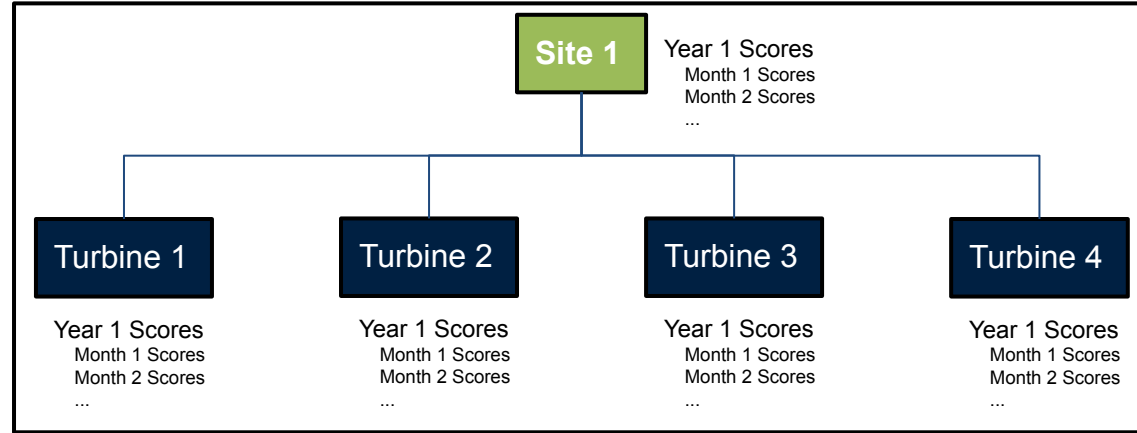 Site 1
Year 1 Scores
Month 1 Scores
Month 2 Scores
...
Turbine 1
Year 1 Scores
Month 1 Scores
Month 2 Scores
...
Turbine 2
Year 1 Scores
Month 1 Scores
Month 2 Scores
...
Turbine 3
Year 1 Scores
Month 1 Scores
Month 2 Scores
...
Turbine 4
Year 1 Scores
Month 1 Scores
Month 2 Scores
...